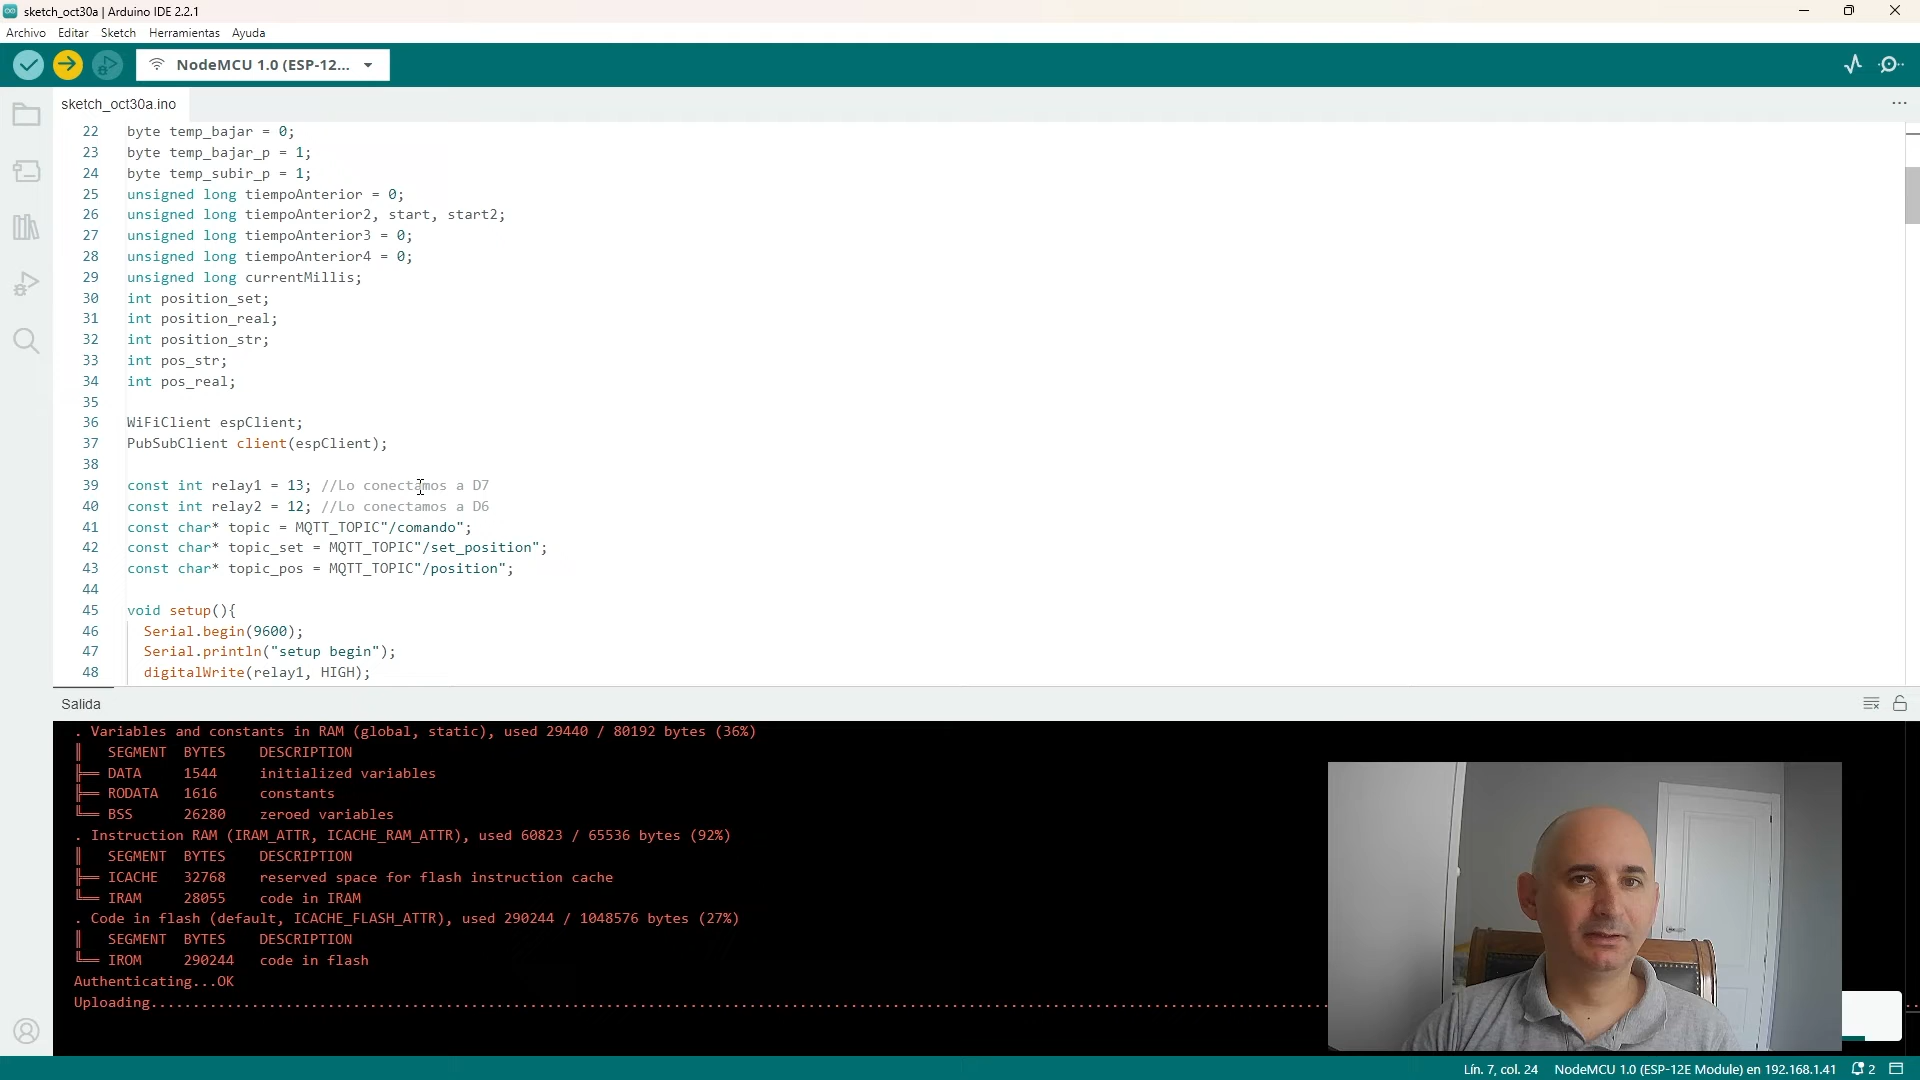 sketch_oct30a | Arduino IDE 2.2.1
Archivo Editar Sketch Herramientas Ayuda
NodeMCU 1.0 (ESP-12...
sketch_oct30a.ino
22 byte temp_bajar = 0;
23 byte temp_bajar_p = 1;
24 byte temp_subir_p = 1;
25 unsigned long tiempoAnterior = 0;
26 unsigned long tiempoAnterior2, start, start2;
27 unsigned long tiempoAnterior3 = 0;
28 unsigned long tiempoAnterior4 = 0;
29 unsigned long currentMillis;
30 int position_set;
31 int position_real;
32 int position_str;
33 int pos_str;
34 int pos_real;
35
36 WiFiClient espClient;
37 PubSubClient client(espClient);
38
39 const int relay1 = 13; //Lo conectamos a D7
40 const int relay2 = 12; //Lo conectamos a D6
41 const char* topic = MQTT_TOPIC"/comando";
42 const char* topic_set = MQTT_TOPIC"/set_position";
43 const char* topic_pos = MQTT_TOPIC"/position";
44
45 void setup(){
46 Serial.begin(9600);
47 Serial.println("setup begin");
48 digitalWrite(relay1, HIGH);
Salida
. Variables and constants in RAM (global, static), used 29440 / 80192 bytes (36%)
║ SEGMENT BYTES DESCRIPTION
╠══ DATA 1544 initialized variables
╠══ RODATA 1616 constants
╚══ BSS 26280 zeroed variables
. Instruction RAM (IRAM_ATTR, ICACHE_RAM_ATTR), used 60823 / 65536 bytes (92%)
║ SEGMENT BYTES DESCRIPTION
╠══ ICACHE 32768 reserved space for flash instruction cache
╚══ IRAM 28055 code in IRAM
. Code in flash (default, ICACHE_FLASH_ATTR), used 290244 / 1048576 bytes (27%)
║ SEGMENT BYTES DESCRIPTION
╚══ IROM 290244 code in flash
Authenticating...OK
Uploading...............................................................................................................................
Lín. 7, col. 24 NodeMCU 1.0 (ESP-12E Module) en 192.168.1.41 2